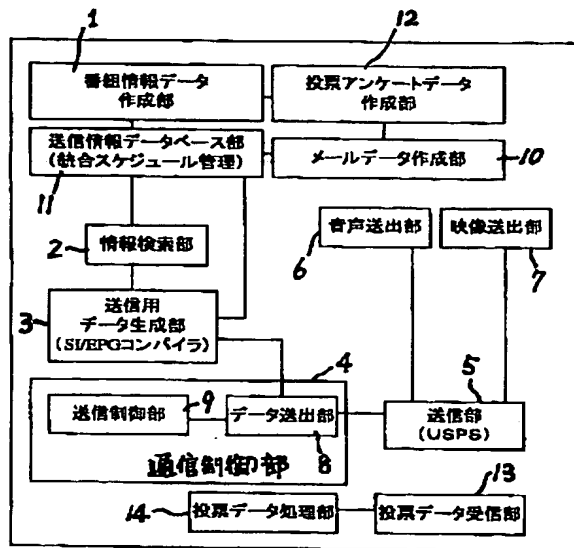 1
12
番組情報データ
作成部
投票アンケートデータ
作成部
送信情報データベース部
(統合スケジュール管理)
メールデータ作成部
10
11
2
情報検索部
音声送出部
6
映像送出部
7
3
送信用
データ生成部
(SI/EPGコンパイラ)
4
送信制御部
9
データ送出部
8
通信制御部
5
送信部
(USPS)
13
14
投票データ処理部
投票データ受信部